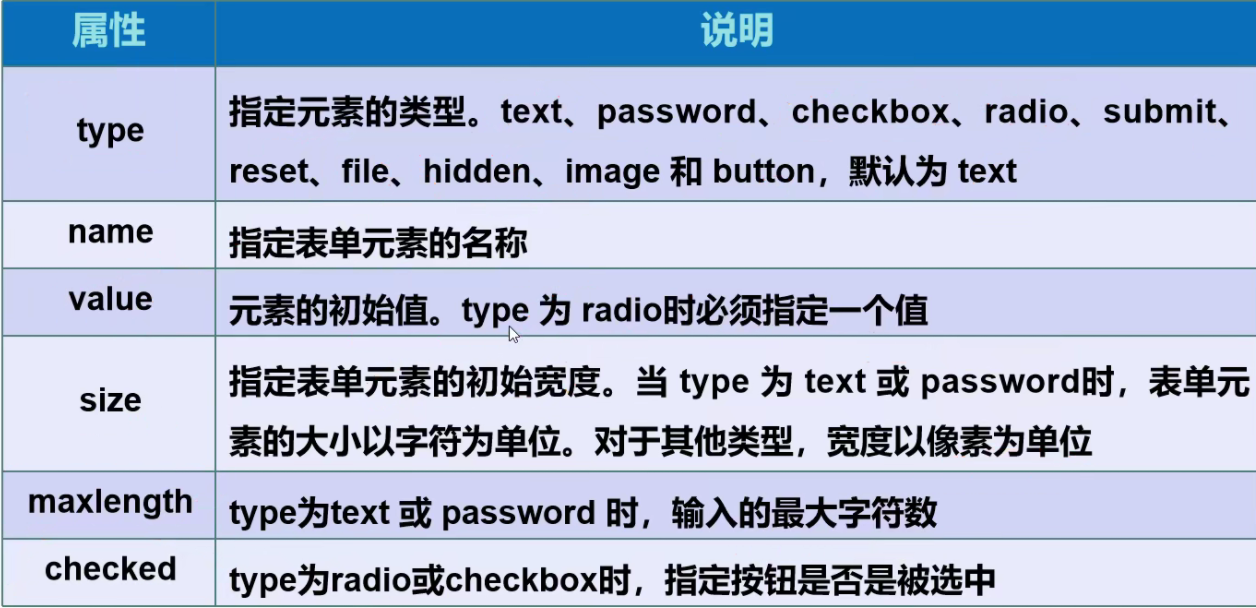 属性 说明
type
指定元素的类型。text、password、checkbox、radio、submit、
reset、file、hidden、image 和 button，默认为 text
name 指定表单元素的名称
value 元素的初始值。type 为 radio时必须指定一个值
size
指定表单元素的初始宽度。当 type 为 text 或 password时，表单元
素的大小以字符为单位。对于其他类型，宽度以像素为单位
maxlength type为text 或 password 时，输入的最大字符数
checked type为radio或checkbox时，指定按钮是否是被选中